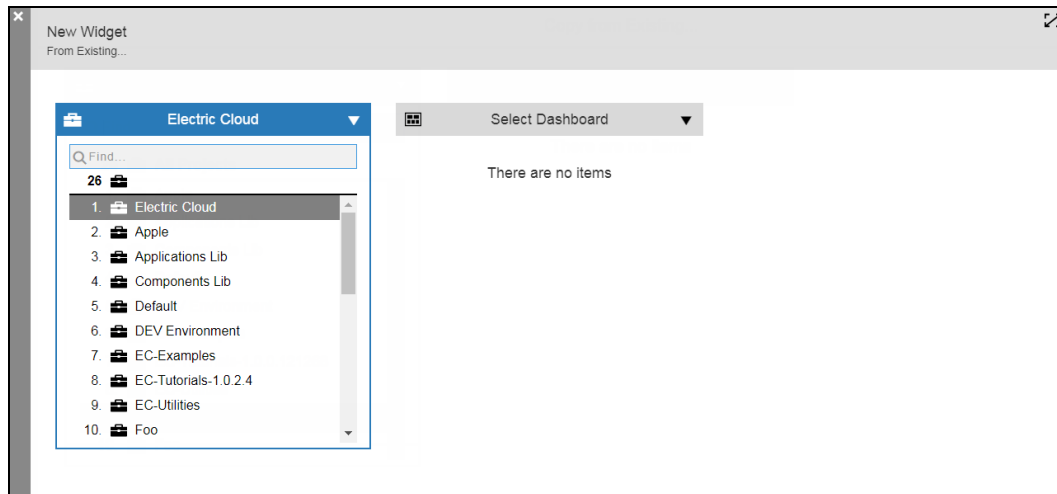 New Widget
From Existing...
Electric Cloud
Select Dashboard
Find...
There are no items
26
1. Electric Cloud
2. Apple
3. Applications Lib
4. Components Lib
5. Default
6. DEV Environment
7. EC-Examples
8. EC-Tutorials-1.0.2.4
9. EC-Utilities
10. Foo